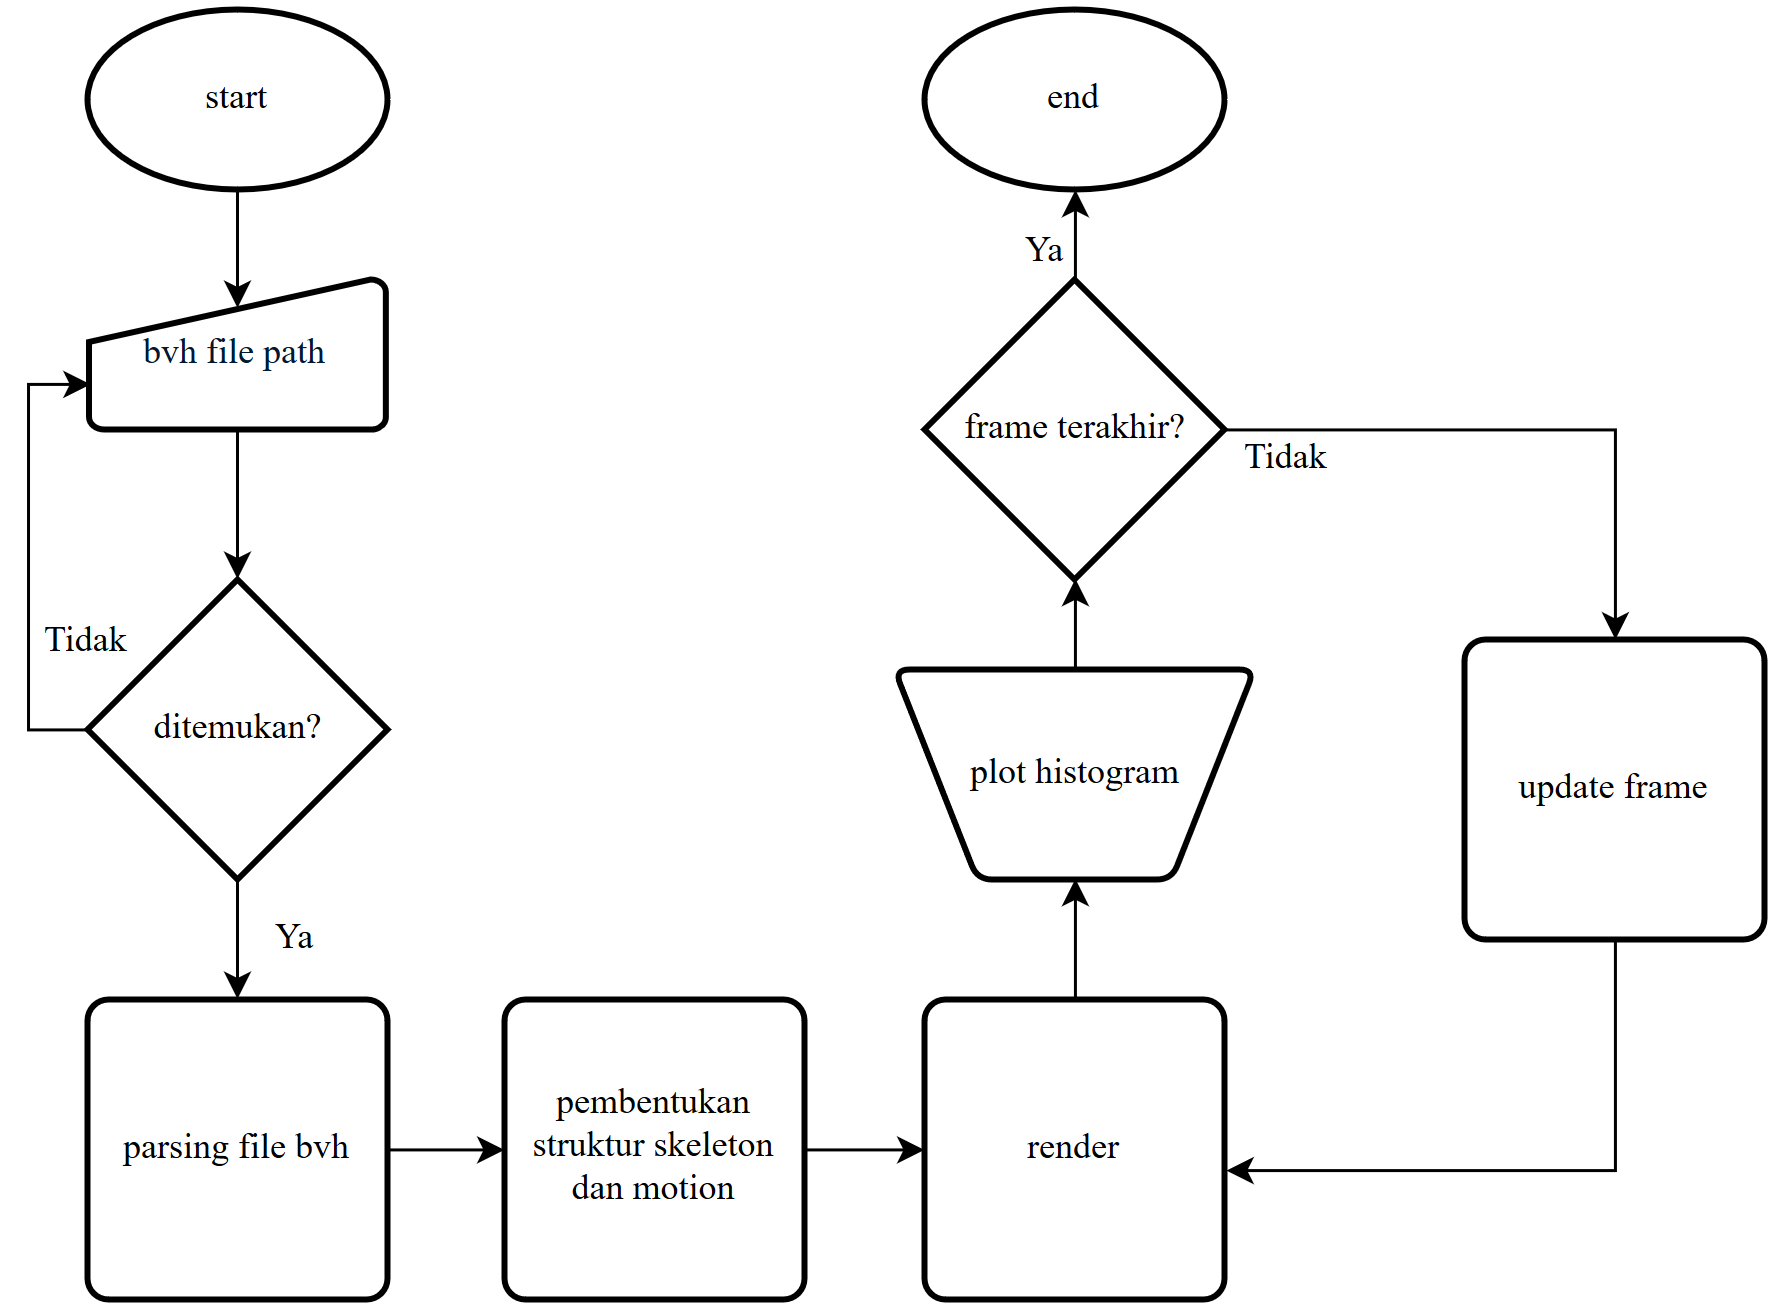 start
bvh file path
Tidak
ditemukan?
Ya
parsing file bvh
pembentukan
struktur skeleton
dan motion
render
plot histogram
frame terakhir?
Ya
end
Tidak
update frame